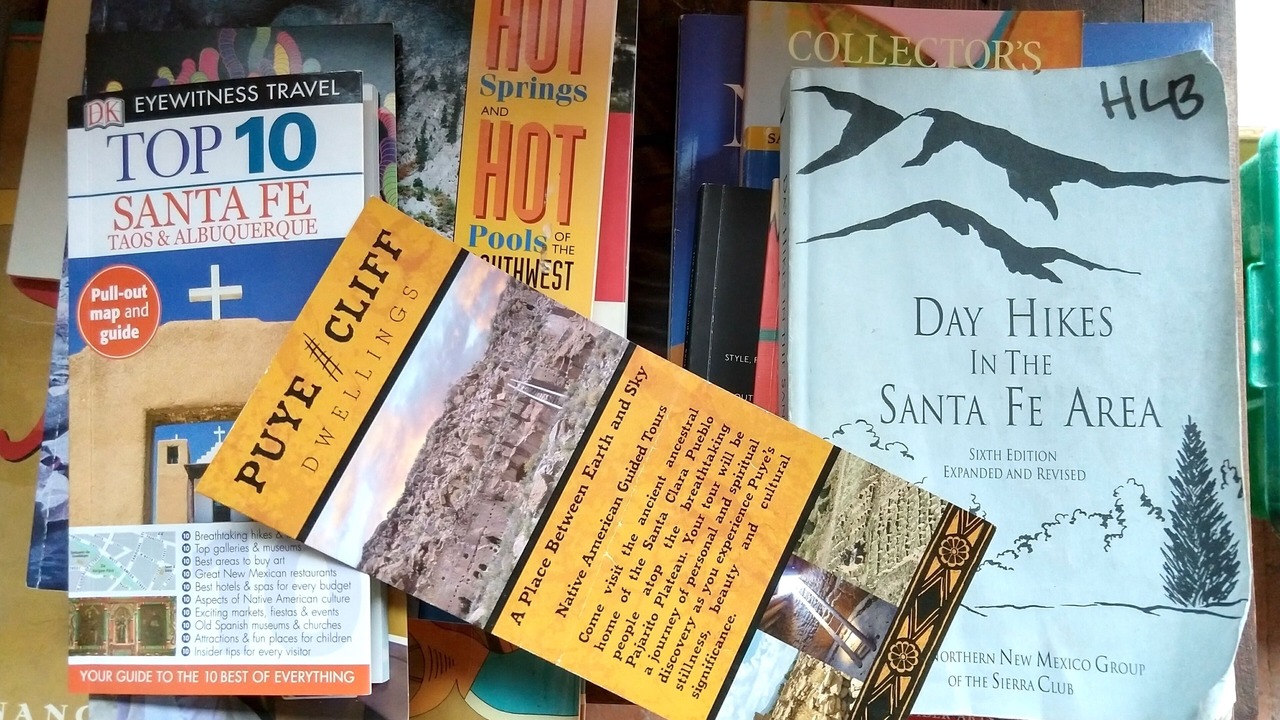 DK EYEWITNESS TRAVEL
TOP 10
SANTA FE
TAOS & ALBUQUERQUE
Pull-out
map and
guide
Breathtaking hikes &
Top galleries & museums
Best areas to buy art
Great New Mexican restaurants
Best hotels & spas for every budget
Aspects of Native American culture
Exciting markets, fiestas & events
Old Spanish museums & churches
Attractions & fun places for children
Insider tips for every visitor
YOUR GUIDE TO THE 10 BEST OF EVERYTHING
HOT
Springs
AND
HOT
Pools OF
THE
PUYE CLIFF
DWELLINGS
A Place Between Earth and Sky
Native American Guided Tours
Come visit the ancient ancestral
home of the Santa Clara Pueblo
people atop the breathtaking
Pajarito Plateau. Your tour will be
a journey of personal and spiritual
discovery as you experience Puye's
stillness, beauty and cultural
significance.
COLLECTOR'S
STYLE,
HLB
DAY HIKES
IN THE
SANTA FE AREA
SIXTH EDITION
EXPANDED AND REVISED
NORTHERN NEW MEXICO GROUP
OF THE SIERRA CLUB